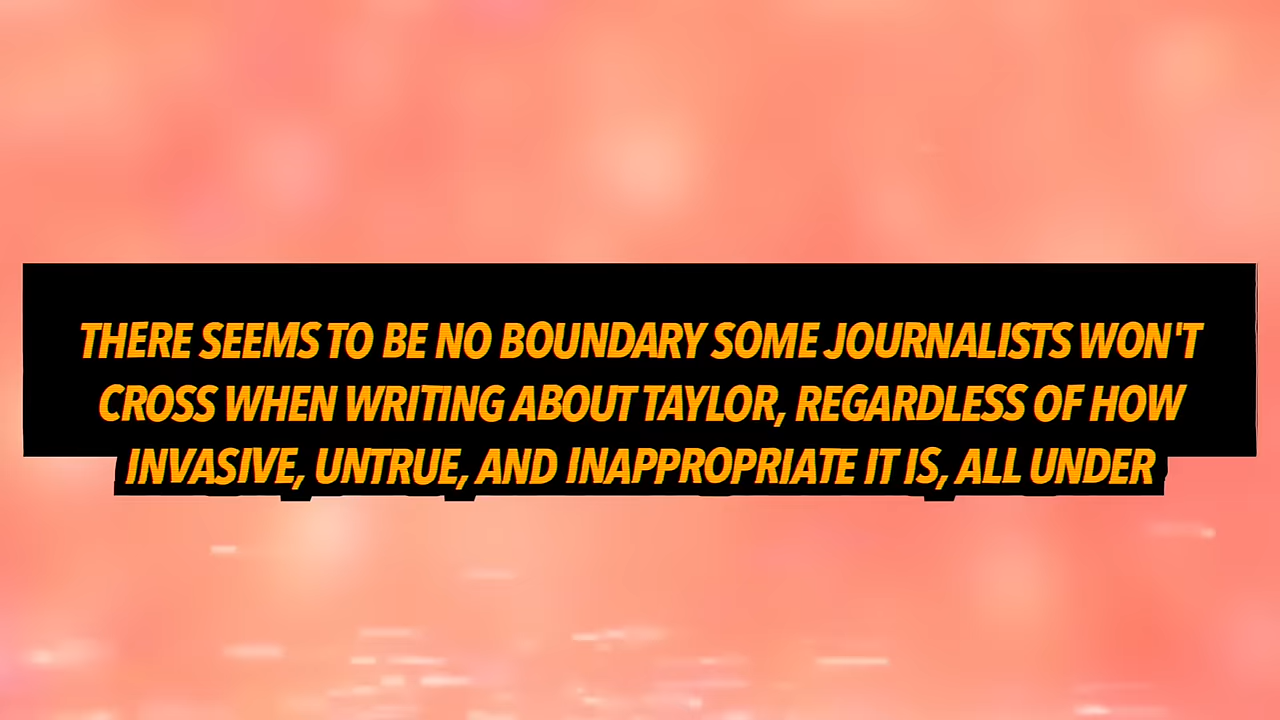 THERE SEEMS TO BE NO BOUNDARY SOME JOURNALISTS WON'T
CROSS WHEN WRITING ABOUT TAYLOR, REGARDLESS OF HOW
INVASIVE, UNTRUE, AND INAPPROPRIATE IT IS, ALL UNDER